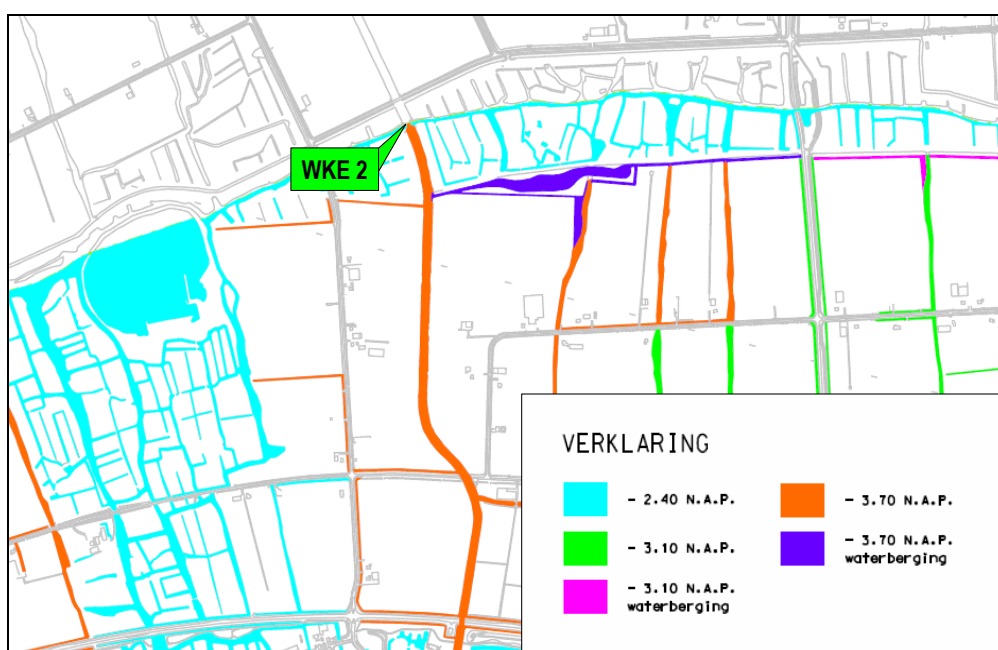 WKE 2
VERKLARING
- 2.40 N.A.P.
- 3.10 N.A.P.
- 3.10 N.A.P.
waterberging
- 3.70 N.A.P.
- 3.70 N.A.P.
waterberging